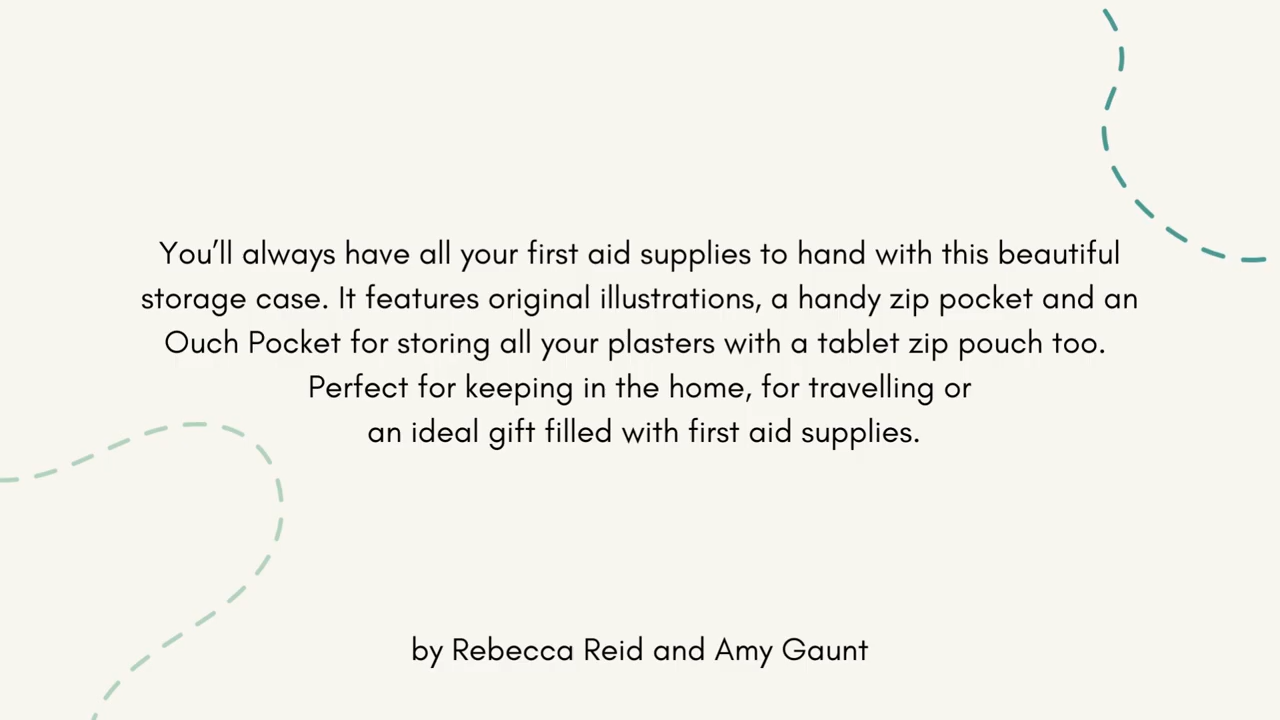 You’ll always have all your first aid supplies to hand with this beautiful
storage case. It features original illustrations, a handy zip pocket and an
Ouch Pocket for storing all your plasters with a tablet zip pouch too.
Perfect for keeping in the home, for travelling or
an ideal gift filled with first aid supplies.
by Rebecca Reid and Amy Gaunt